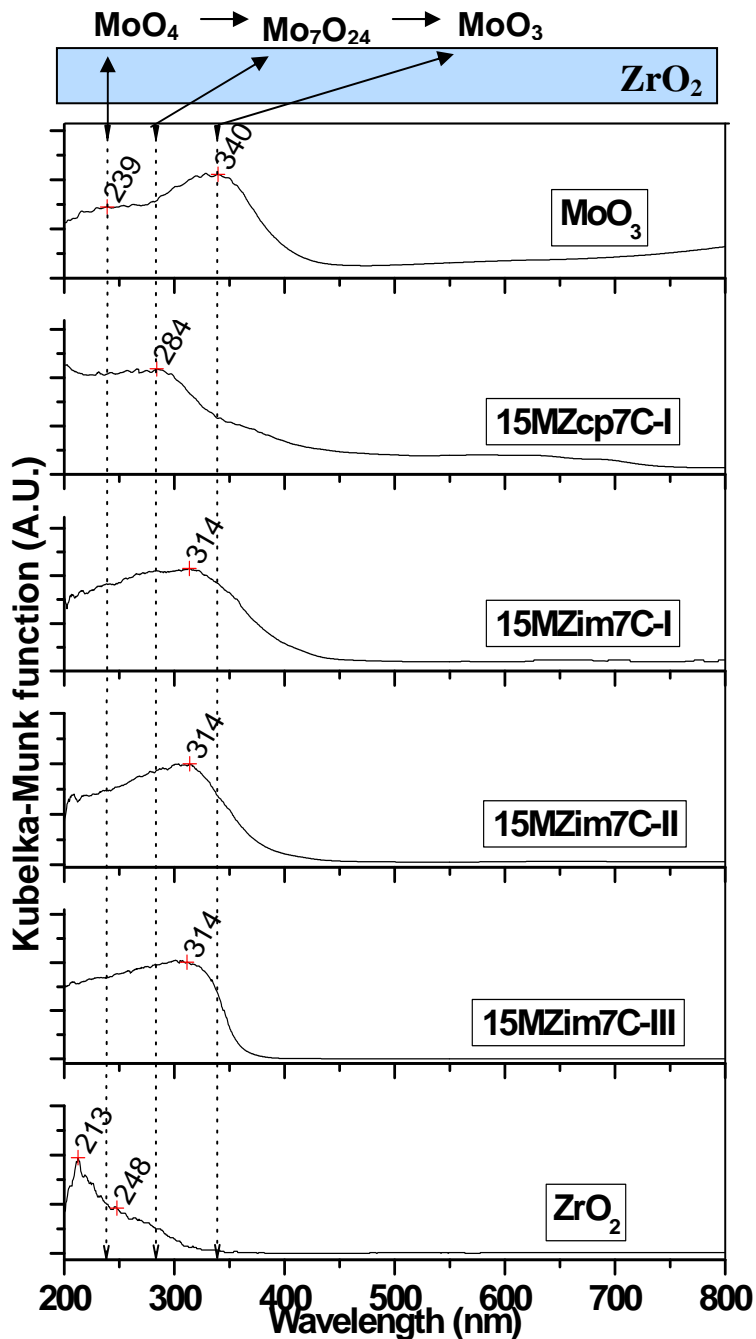 MoO₄ → Mo₇O₂₄ → MoO₃
ZrO₂
239
340
MoO₃
284
15MZcp7C-I
314
15MZim7C-I
314
15MZim7C-II
314
15MZim7C-III
213
248
ZrO₂
Kubelka-Munk function (A.U.)
200 300 400 500 600 700 800
Wavelength (nm)